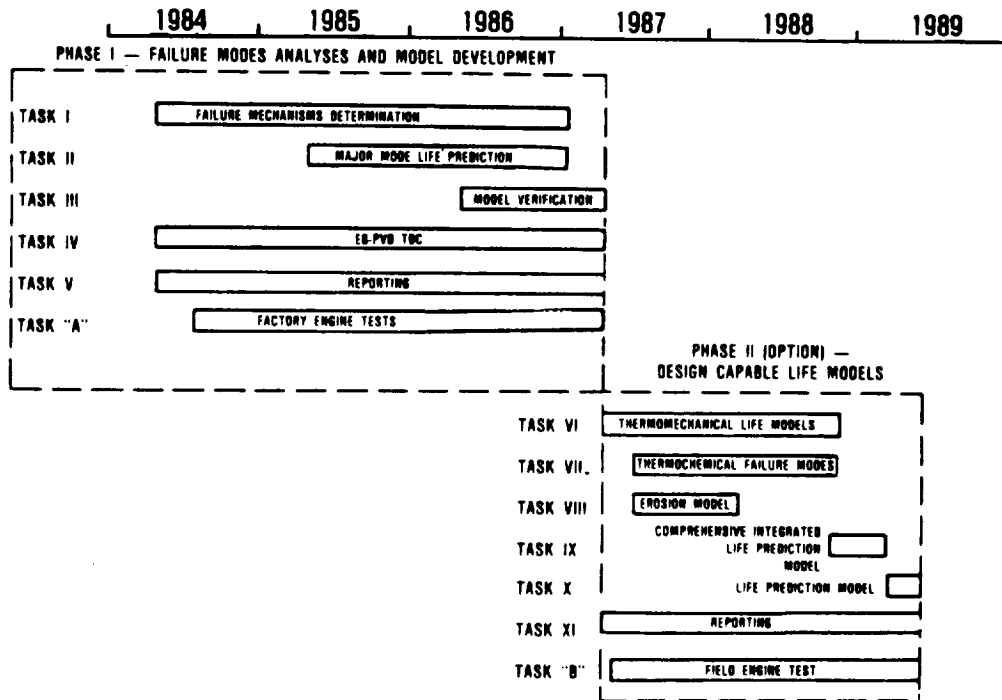 1984 1985 1986 1987 1988 1989
PHASE I — FAILURE MODES ANALYSES AND MODEL DEVELOPMENT
TASK I FAILURE MECHANISMS DETERMINATION
TASK II MAJOR MODE LIFE PREDICTION
TASK III MODEL VERIFICATION
TASK IV EB-PVD TBC
TASK V REPORTING
TASK "A" FACTORY ENGINE TESTS
PHASE II (OPTION) —
DESIGN CAPABLE LIFE MODELS
TASK VI THERMOMECHANICAL LIFE MODELS
TASK VII. THERMOCHEMICAL FAILURE MODES
TASK VIII EROSION MODEL
TASK IX COMPREHENSIVE INTEGRATED
LIFE PREDICTION
MODEL
TASK X LIFE PREDICTION MODEL
TASK XI REPORTING
TASK "B" FIELD ENGINE TEST